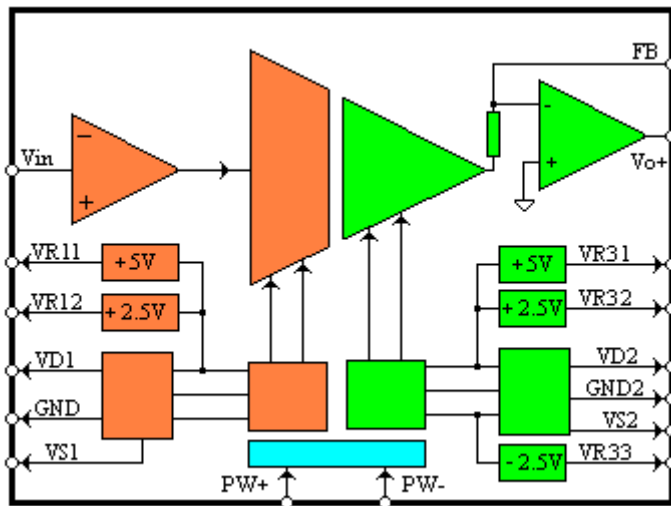 FB
Vin
−
+
-
+
Vo+
VR11
+5V
+5V
VR31
VR12
+2.5V
+2.5V
VR32
VD1
VD2
GND
GND2
VS2
VS1
-2.5V
VR33
PW+
PW-